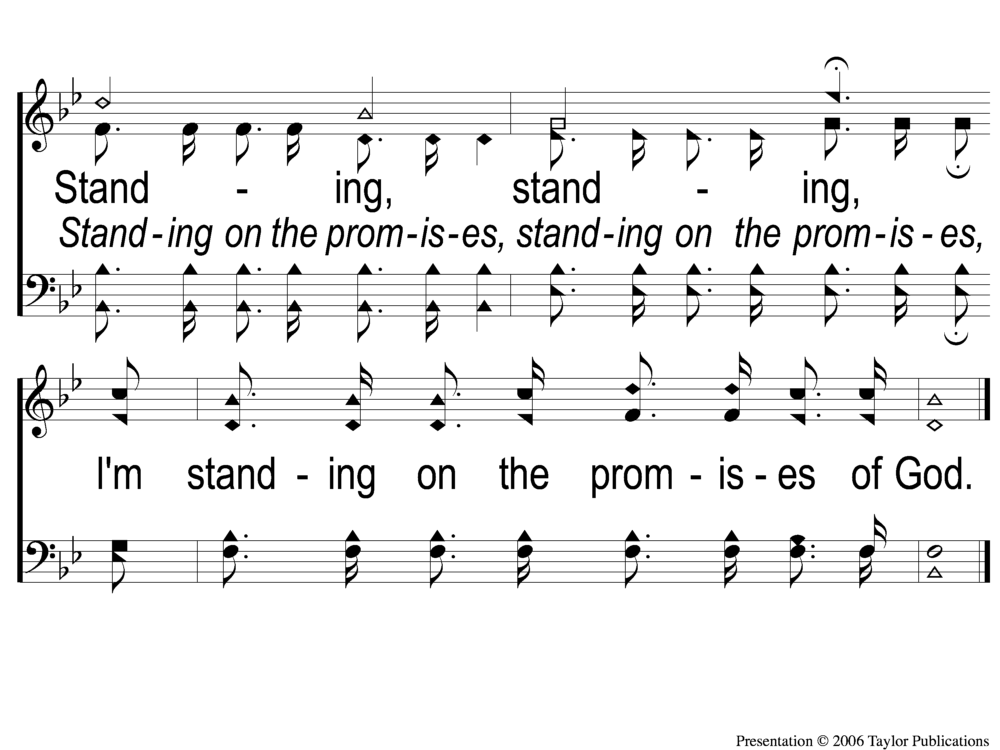 Stand - ing, stand - ing,
Stand-ing on the prom-is-es, stand-ing on the prom-is-es,
I'm stand - ing on the prom - is - es of God.
Presentation © 2006 Taylor Publications